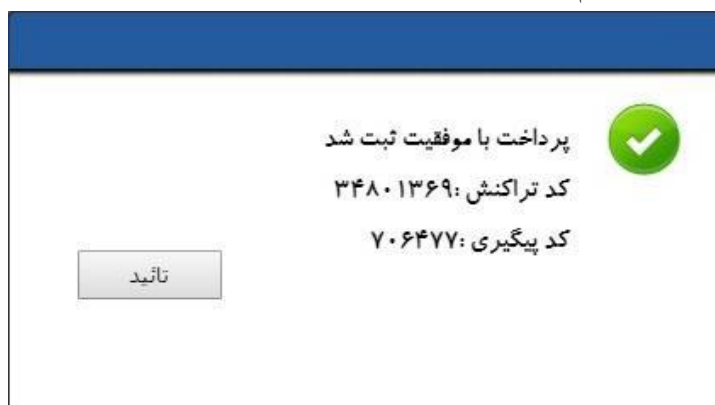 پرداخت با موفقیت ثبت شد
کد تراکنش :۳۴۸۰۱۳۶۹
کد پیگیری :۷۰۶۴۷۷
تائید